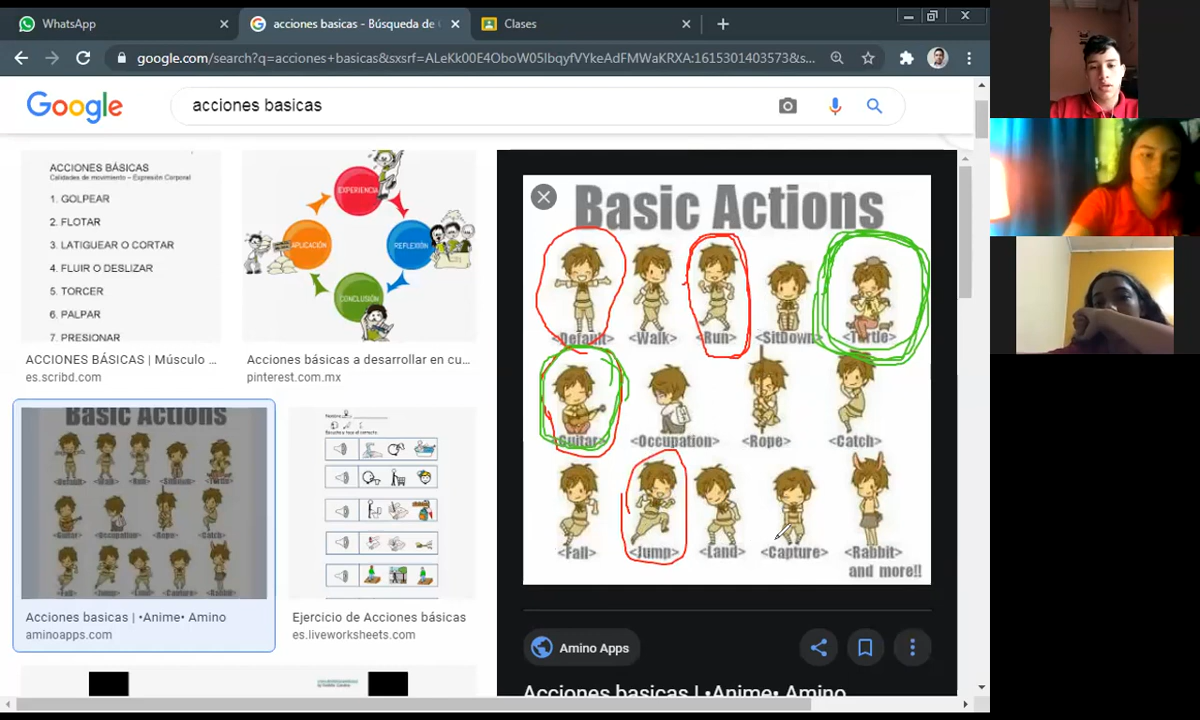 WhatsApp
acciones basicas - Búsqueda de G
Clases
google.com/search?q=acciones+basicas&sxsrf=ALeKk00E4OboW05IbqyfVYkeAdFMWaKRXA:1615301403573&s...
Google
acciones basicas
ACCIONES BÁSICAS
Calidades de movimiento - Expresión Corporal
1. GOLPEAR
2. FLOTAR
3. LATIGUEAR O CORTAR
4. FLUIR O DESLIZAR
5. TORCER
6. PALPAR
7. PRESIONAR
ACCIONES BÁSICAS | Músculo ...
es.scribd.com
EXPERIENCIA
APLICACIÓN
REFLEXIÓN
CONCLUSIÓN
Acciones básicas a desarrollar en cu...
pinterest.com.mx
BASIC ACTIONS
Acciones basicas | •Anime• Amino
aminoapps.com
Ejercicio de Acciones básicas
es.liveworksheets.com
Basic Actions
<Default> <Walk> <Run> <SitDown> <Turtle>
<Guitar> <Occupation> <Rope> <Catch>
<Fall> <Jump> <Land> <Capture> <Rabbit>
and more!!
Amino Apps
Acciones basicas | •Anime• Amino